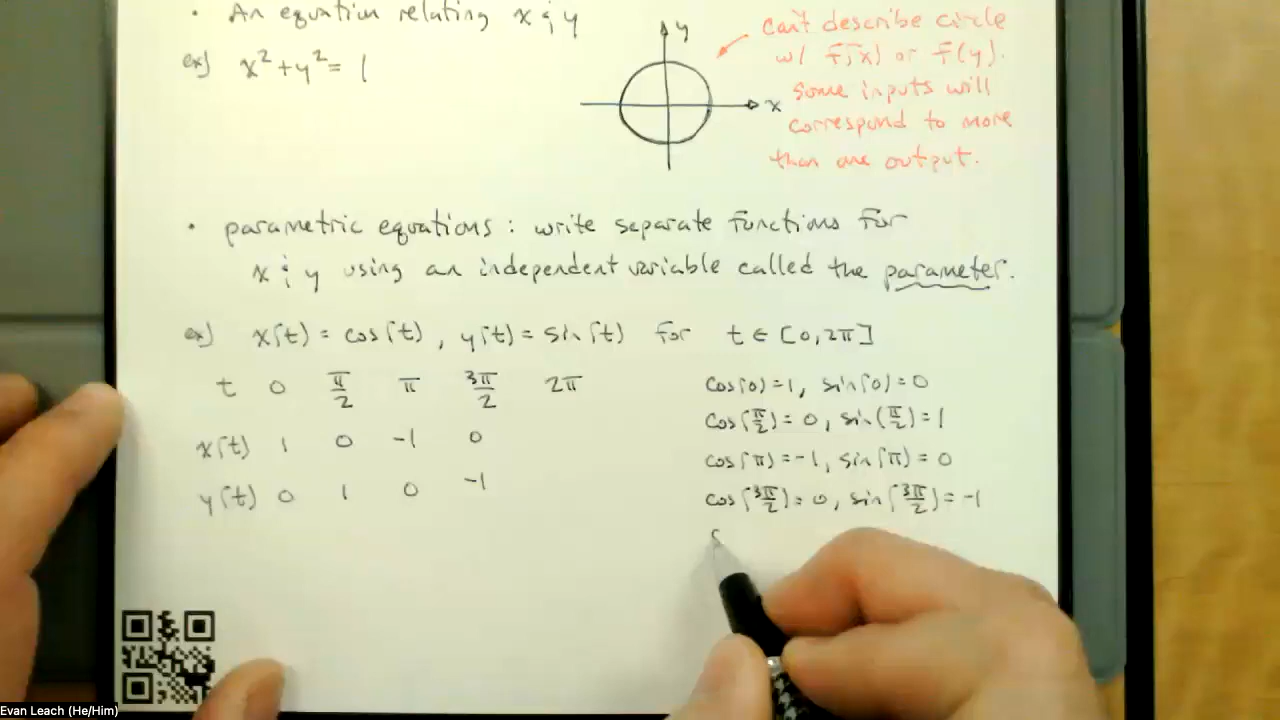 • An equation relating x & y
ex) x² + y² = 1
y
x
can't describe circle
w/ f(x) or f(y).
some inputs will
correspond to more
than one output.
• parametric equations : write separate functions for
x & y using an independent variable called the parameter.
ex) x(t) = cos(t), y(t) = sin(t) for t ∈ [0, 2π]
t 0 π/2 π 3π/2 2π
x(t) 1 0 -1 0
y(t) 0 1 0 -1
cos(0) = 1, sin(0) = 0
cos(π/2) = 0, sin(π/2) = 1
cos(π) = -1, sin(π) = 0
cos(3π/2) = 0, sin(3π/2) = -1
Evan Leach (He/Him)